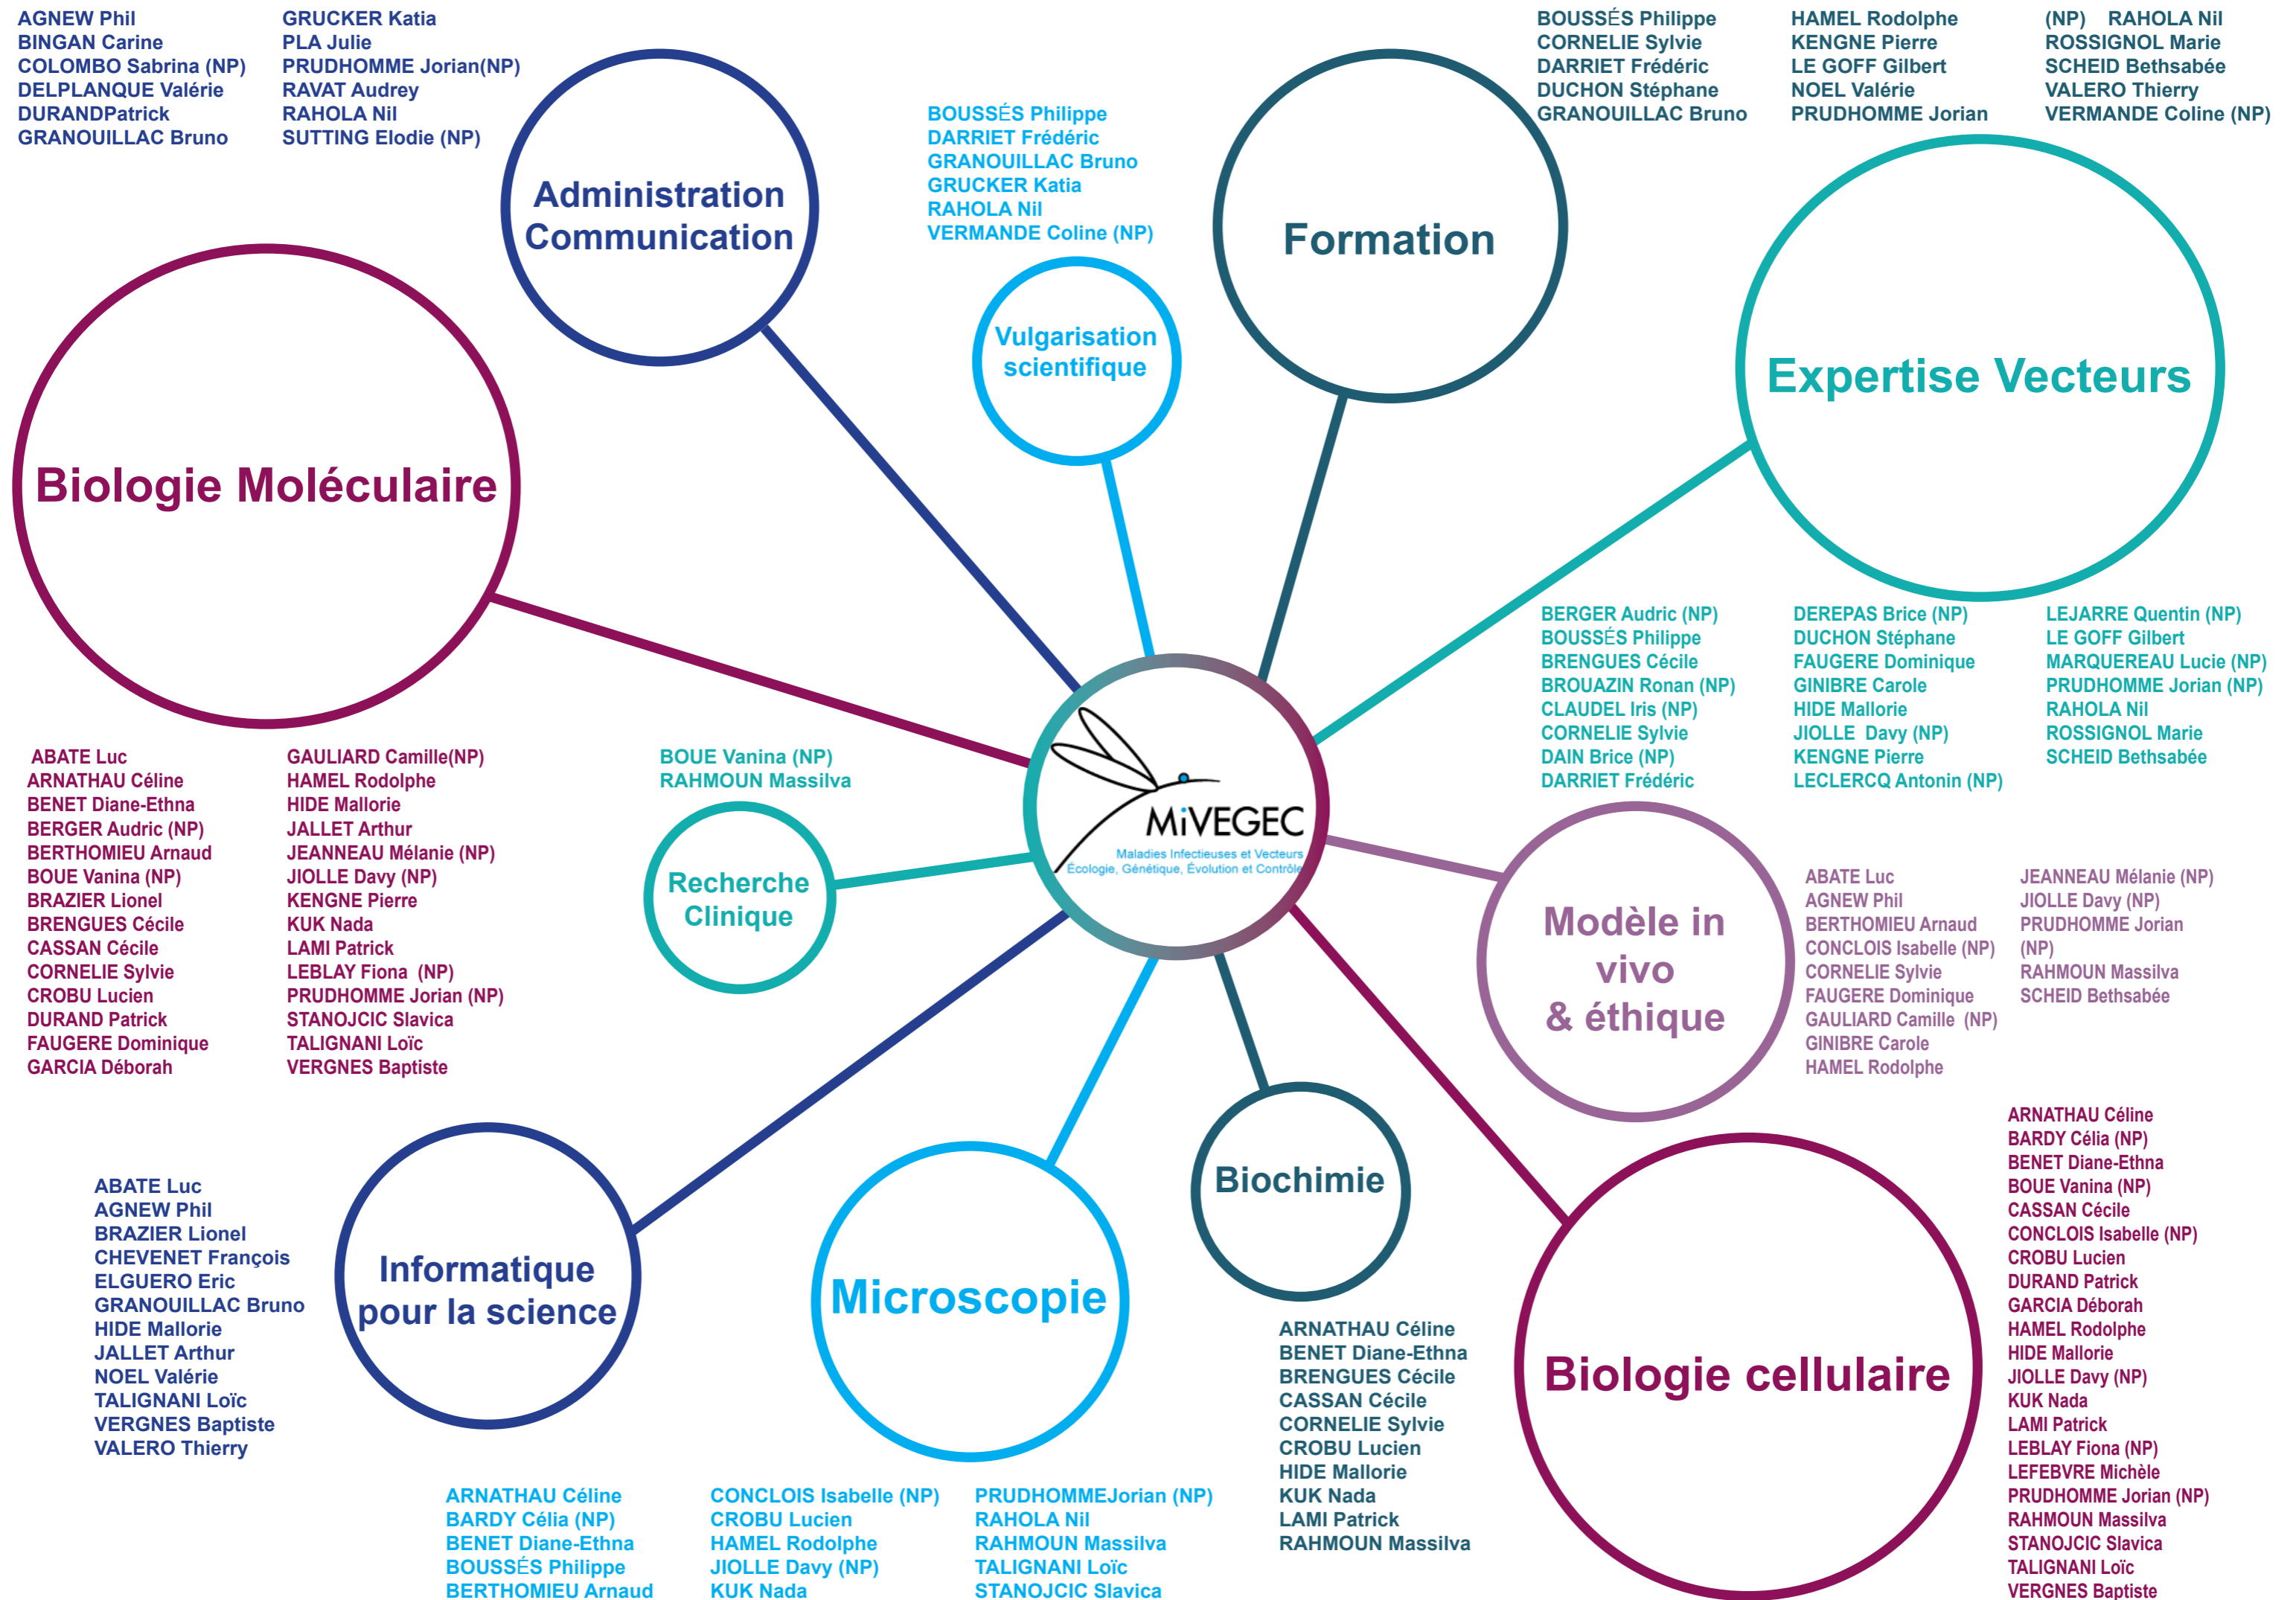 AGNEW Phil
BINGAN Carine
COLOMBO Sabrina (NP)
DELPLANQUE Valérie
DURANDPatrick
GRANOUILLAC Bruno
GRUCKER Katia
PLA Julie
PRUDHOMME Jorian(NP)
RAVAT Audrey
RAHOLA Nil
SUTTING Elodie (NP)
Administration
Communication
BOUSSÉS Philippe
DARRIET Frédéric
GRANOUILLAC Bruno
GRUCKER Katia
RAHOLA Nil
VERMANDE Coline (NP)
Vulgarisation
scientifique
BOUSSÉS Philippe
CORNELIE Sylvie
DARRIET Frédéric
DUCHON Stéphane
GRANOUILLAC Bruno
HAMEL Rodolphe
KENGNE Pierre
LE GOFF Gilbert
NOEL Valérie
PRUDHOMME Jorian
(NP) RAHOLA Nil
ROSSIGNOL Marie
SCHEID Bethsabée
VALERO Thierry
VERMANDE Coline (NP)
Formation
Expertise Vecteurs
BERGER Audric (NP)
BOUSSÉS Philippe
BRENGUES Cécile
BROUAZIN Ronan (NP)
CLAUDEL Iris (NP)
CORNELIE Sylvie
DAIN Brice (NP)
DARRIET Frédéric
DEREPAS Brice (NP)
DUCHON Stéphane
FAUGERE Dominique
GINIBRE Carole
HIDE Mallorie
JIOLLE Davy (NP)
KENGNE Pierre
LECLERCQ Antonin (NP)
LEJARRE Quentin (NP)
LE GOFF Gilbert
MARQUEREAU Lucie (NP)
PRUDHOMME Jorian (NP)
RAHOLA Nil
ROSSIGNOL Marie
SCHEID Bethsabée
Biologie Moléculaire
ABATE Luc
ARNATHAU Céline
BENET Diane-Ethna
BERGER Audric (NP)
BERTHOMIEU Arnaud
BOUE Vanina (NP)
BRAZIER Lionel
BRENGUES Cécile
CASSAN Cécile
CORNELIE Sylvie
CROBU Lucien
DURAND Patrick
FAUGERE Dominique
GARCIA Déborah
GAULIARD Camille(NP)
HAMEL Rodolphe
HIDE Mallorie
JALLET Arthur
JEANNEAU Mélanie (NP)
JIOLLE Davy (NP)
KENGNE Pierre
KUK Nada
LAMI Patrick
LEBLAY Fiona (NP)
PRUDHOMME Jorian (NP)
STANOJCIC Slavica
TALIGNANI Loïc
VERGNES Baptiste
BOUE Vanina (NP)
RAHMOUN Massilva
Recherche
Clinique
MiVEGEC
Maladies Infectieuses et Vecteurs
Écologie, Génétique, Évolution et Contrôle
Modèle in
vivo
& éthique
ABATE Luc
AGNEW Phil
BERTHOMIEU Arnaud
CONCLOIS Isabelle (NP)
CORNELIE Sylvie
FAUGERE Dominique
GAULIARD Camille (NP)
GINIBRE Carole
HAMEL Rodolphe
JEANNEAU Mélanie (NP)
JIOLLE Davy (NP)
PRUDHOMME Jorian
(NP)
RAHMOUN Massilva
SCHEID Bethsabée
ABATE Luc
AGNEW Phil
BRAZIER Lionel
CHEVENET François
ELGUERO Eric
GRANOUILLAC Bruno
HIDE Mallorie
JALLET Arthur
NOEL Valérie
TALIGNANI Loïc
VERGNES Baptiste
VALERO Thierry
Informatique
pour la science
Microscopie
ARNATHAU Céline
BARDY Célia (NP)
BENET Diane-Ethna
BOUSSÉS Philippe
BERTHOMIEU Arnaud
CONCLOIS Isabelle (NP)
CROBU Lucien
HAMEL Rodolphe
JIOLLE Davy (NP)
KUK Nada
PRUDHOMMEJorian (NP)
RAHOLA Nil
RAHMOUN Massilva
TALIGNANI Loïc
STANOJCIC Slavica
Biochimie
ARNATHAU Céline
BENET Diane-Ethna
BRENGUES Cécile
CASSAN Cécile
CORNELIE Sylvie
CROBU Lucien
HIDE Mallorie
KUK Nada
LAMI Patrick
RAHMOUN Massilva
Biologie cellulaire
ARNATHAU Céline
BARDY Célia (NP)
BENET Diane-Ethna
BOUE Vanina (NP)
CASSAN Cécile
CONCLOIS Isabelle (NP)
CROBU Lucien
DURAND Patrick
GARCIA Déborah
HAMEL Rodolphe
HIDE Mallorie
JIOLLE Davy (NP)
KUK Nada
LAMI Patrick
LEBLAY Fiona (NP)
LEFEBVRE Michèle
PRUDHOMME Jorian (NP)
RAHMOUN Massilva
STANOJCIC Slavica
TALIGNANI Loïc
VERGNES Baptiste